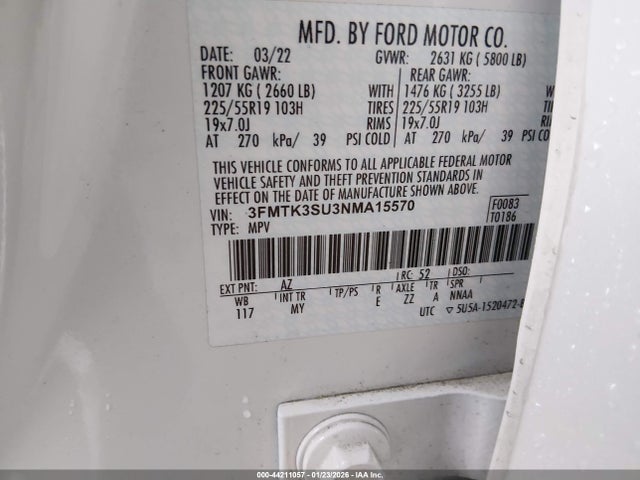 MFD. BY FORD MOTOR CO.
DATE: 03/22 GVWR: 2631 KG ( 5800 LB)
FRONT GAWR: REAR GAWR:
1207 KG ( 2660 LB) WITH 1476 KG ( 3255 LB) WITH
225/55R19 103H TIRES 225/55R19 103H TIRE
19x7.0J RIMS 19x7.0J RIM
AT 270 kPa/ 39 PSI COLD AT 270 kPa/ 39 PSI COL
THIS VEHICLE CONFORMS TO ALL APPLICABLE FEDERAL MOTOR
VEHICLE SAFETY AND THEFT PREVENTION STANDARDS IN
EFFECT ON THE DATE OF MANUFACTURE SHOWN ABOVE.
VIN: 3FMTK3SU3NMA15570 F0083
TYPE: MPV T0186
EXT PNT: AZ RC: 52 DSO:
WB INT TR TP/PS R AXLE TR SPR
117 MY E ZZ A NNAA
UTC ▽ 5U5A-1520472-
000-44211057 | 01/23/2026 - IAA Inc.